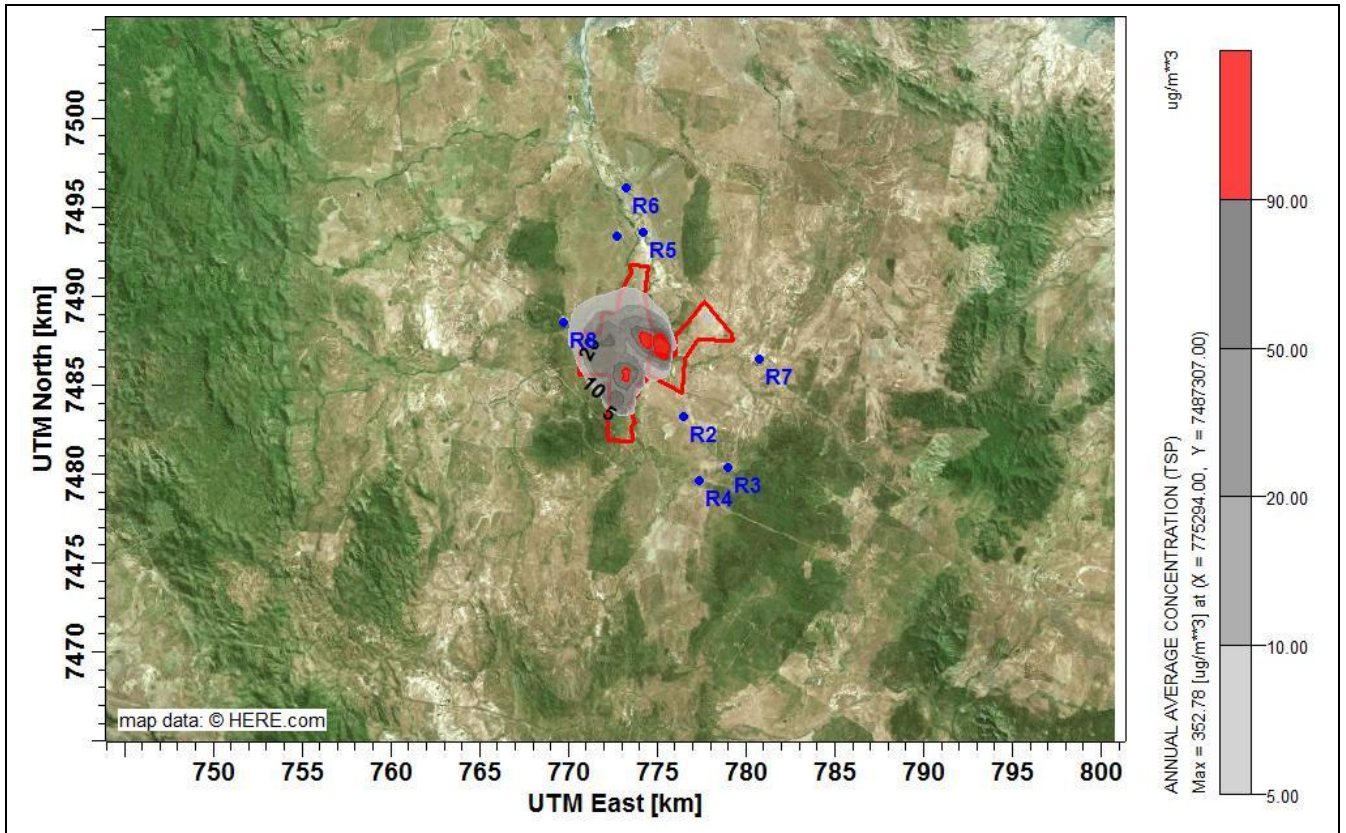 7500
7495
7490
7485
7480
7475
7470
UTM North [km]
R6
R5
R8
R7
R2
R3
R4
20
10
5
map data: © HERE.com
750
755
760
765
770
775
780
785
790
795
800
UTM East [km]
ug/m**3
ANNUAL AVERAGE CONCENTRATION (TSP)
Max = 352.78 [ug/m**3] at (X = 775294.00, Y = 7487307.00)
90.00
50.00
20.00
10.00
5.00